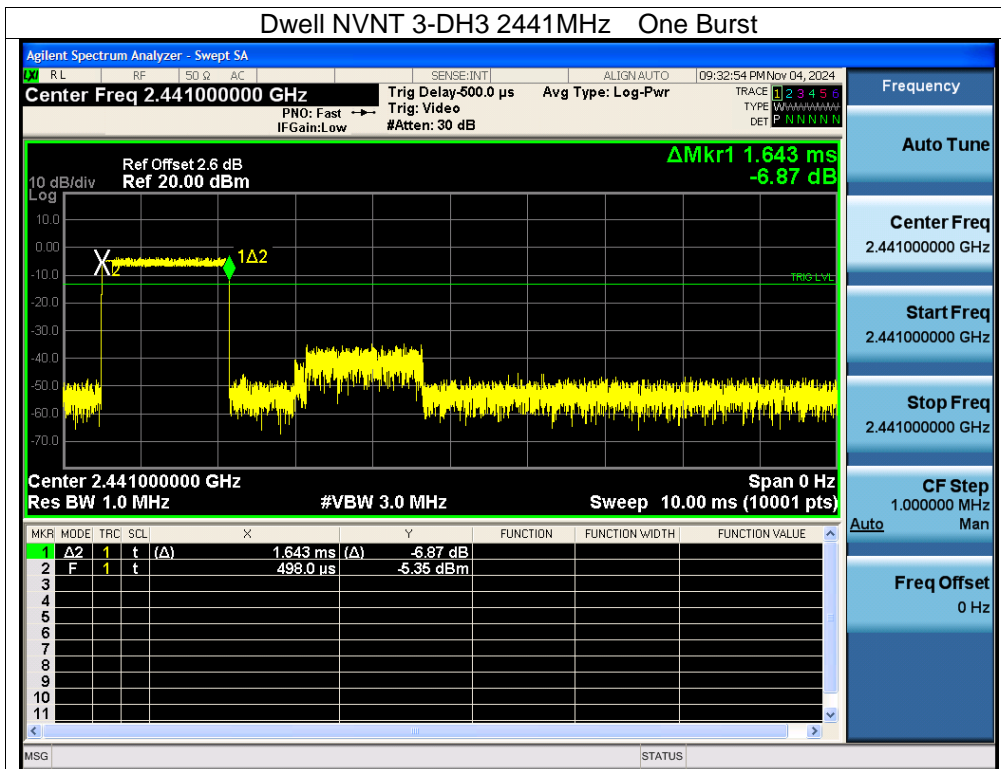 Dwell NVNT 3-DH3 2441MHz One Burst
Agilent Spectrum Analyzer - Swept SA
LXI RL RF 50 Ω AC SENSE:INT ALIGN AUTO 09:32:54 PM Nov 04, 2024
Center Freq 2.441000000 GHz
PNO: Fast
IFGain:Low
Trig Delay-500.0 µs
Trig: Video
#Atten: 30 dB
Avg Type: Log-Pwr
TRACE 1 2 3 4 5 6
TYPE WWWWWW
DET P N N N N N
ΔMkr1 1.643 ms
-6.87 dB
Ref Offset 2.6 dB
10 dB/div Ref 20.00 dBm
Log
10.0
0.00
-10.0
-20.0
-30.0
-40.0
-50.0
-60.0
-70.0
X2
1Δ2
TRIG LVL
Center 2.441000000 GHz Span 0 Hz
Res BW 1.0 MHz #VBW 3.0 MHz Sweep 10.00 ms (10001 pts)
MKR MODE TRC SCL X Y FUNCTION FUNCTION WIDTH FUNCTION VALUE
1 Δ2 1 t (Δ) 1.643 ms (Δ) -6.87 dB
2 F 1 t 498.0 µs -5.35 dBm
3
4
5
6
7
8
9
10
11
MSG STATUS
Frequency
Auto Tune
Center Freq
2.441000000 GHz
Start Freq
2.441000000 GHz
Stop Freq
2.441000000 GHz
CF Step
1.000000 MHz
Auto Man
Freq Offset
0 Hz